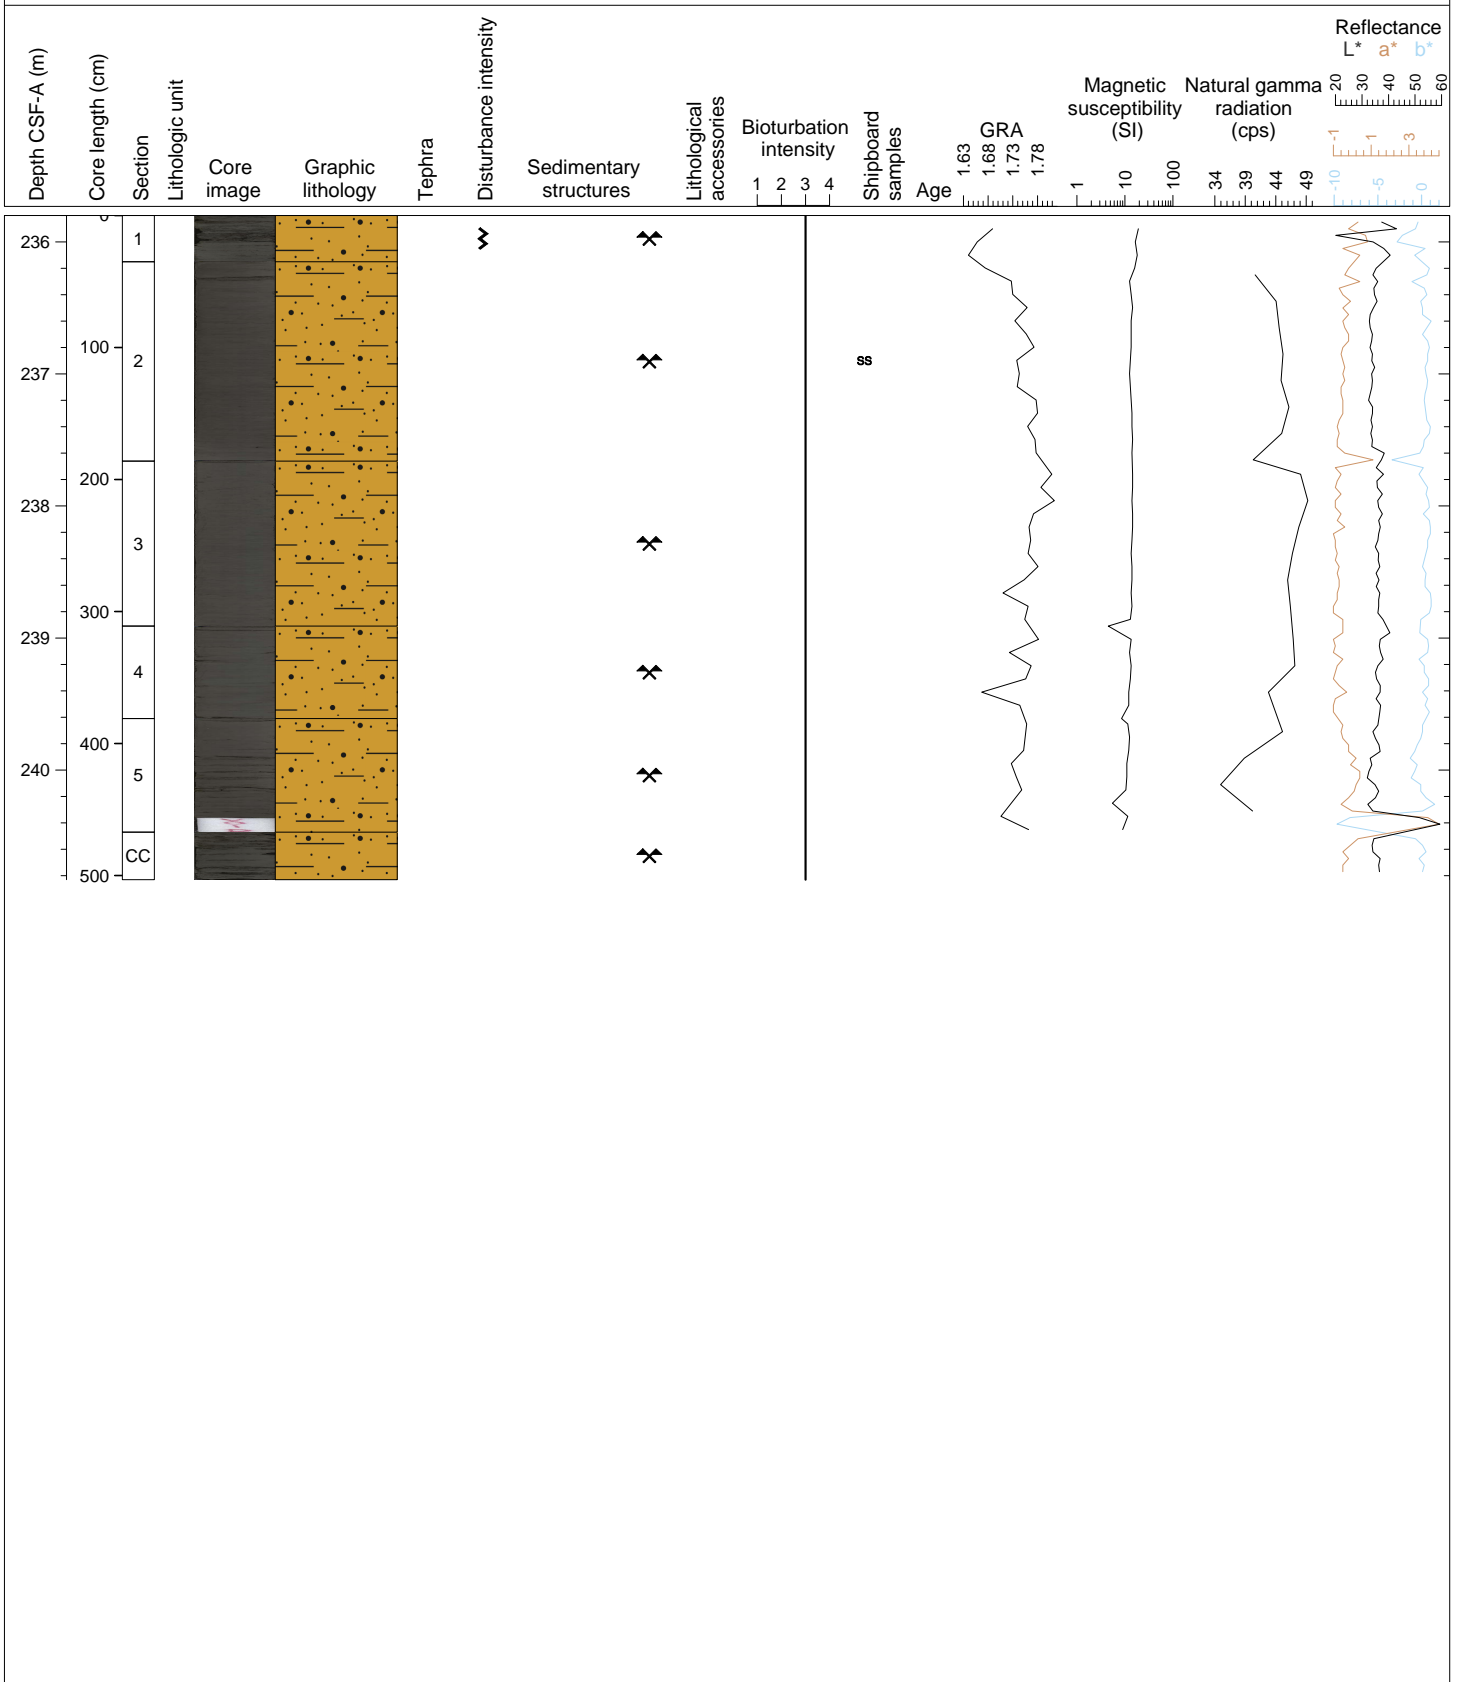 Depth CSF-A (m)
Core length (cm)
Section
Lithologic unit
Core
image
Graphic
lithology
Tephra
Disturbance intensity
Sedimentary
structures
Lithological
accessories
Bioturbation
intensity
1 2 3 4
Shipboard
samples
Age
GRA
1.63 1.68 1.73 1.78
Magnetic
susceptibility
(SI)
1 10 100
Natural gamma
radiation
(cps)
34 39 44 49
Reflectance
L* a* b*
20 30 40 50 60
-1 1 3
-10 -5 0
0
236
1
100
237
2
ss
200
238
3
300
239
4
400
240
5
CC
500